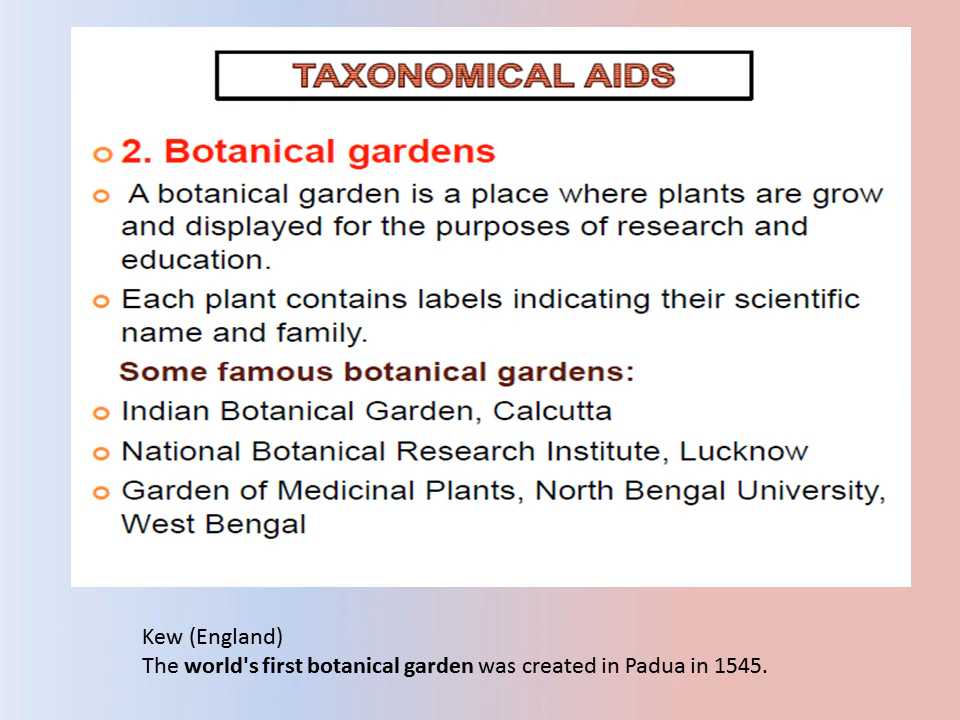 TAXONOMICAL AIDS
2. Botanical gardens
A botanical garden is a place where plants are grow
and displayed for the purposes of research and
education.
Each plant contains labels indicating their scientific
name and family.
Some famous botanical gardens:
Indian Botanical Garden, Calcutta
National Botanical Research Institute, Lucknow
Garden of Medicinal Plants, North Bengal University,
West Bengal
Kew (England)
The world's first botanical garden was created in Padua in 1545.